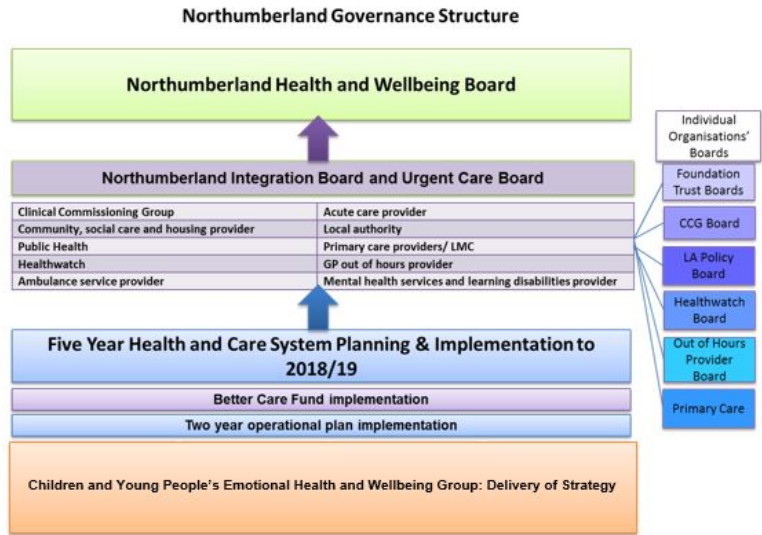 Northumberland Governance Structure
Northumberland Health and Wellbeing Board
Northumberland Integration Board and Urgent Care Board
Clinical Commissioning Group
Acute care provider
Community, social care and housing provider
Local authority
Public Health
Primary care providers/ LMC
Healthwatch
GP out of hours provider
Ambulance service provider
Mental health services and learning disabilities provider
Five Year Health and Care System Planning & Implementation to
2018/19
Better Care Fund implementation
Two year operational plan implementation
Children and Young People's Emotional Health and Wellbeing Group: Delivery of Strategy
Individual
Organisations'
Boards
Foundation
Trust Boards
CCG Board
LA Policy
Board
Healthwatch
Board
Out of Hours
Provider
Board
Primary Care